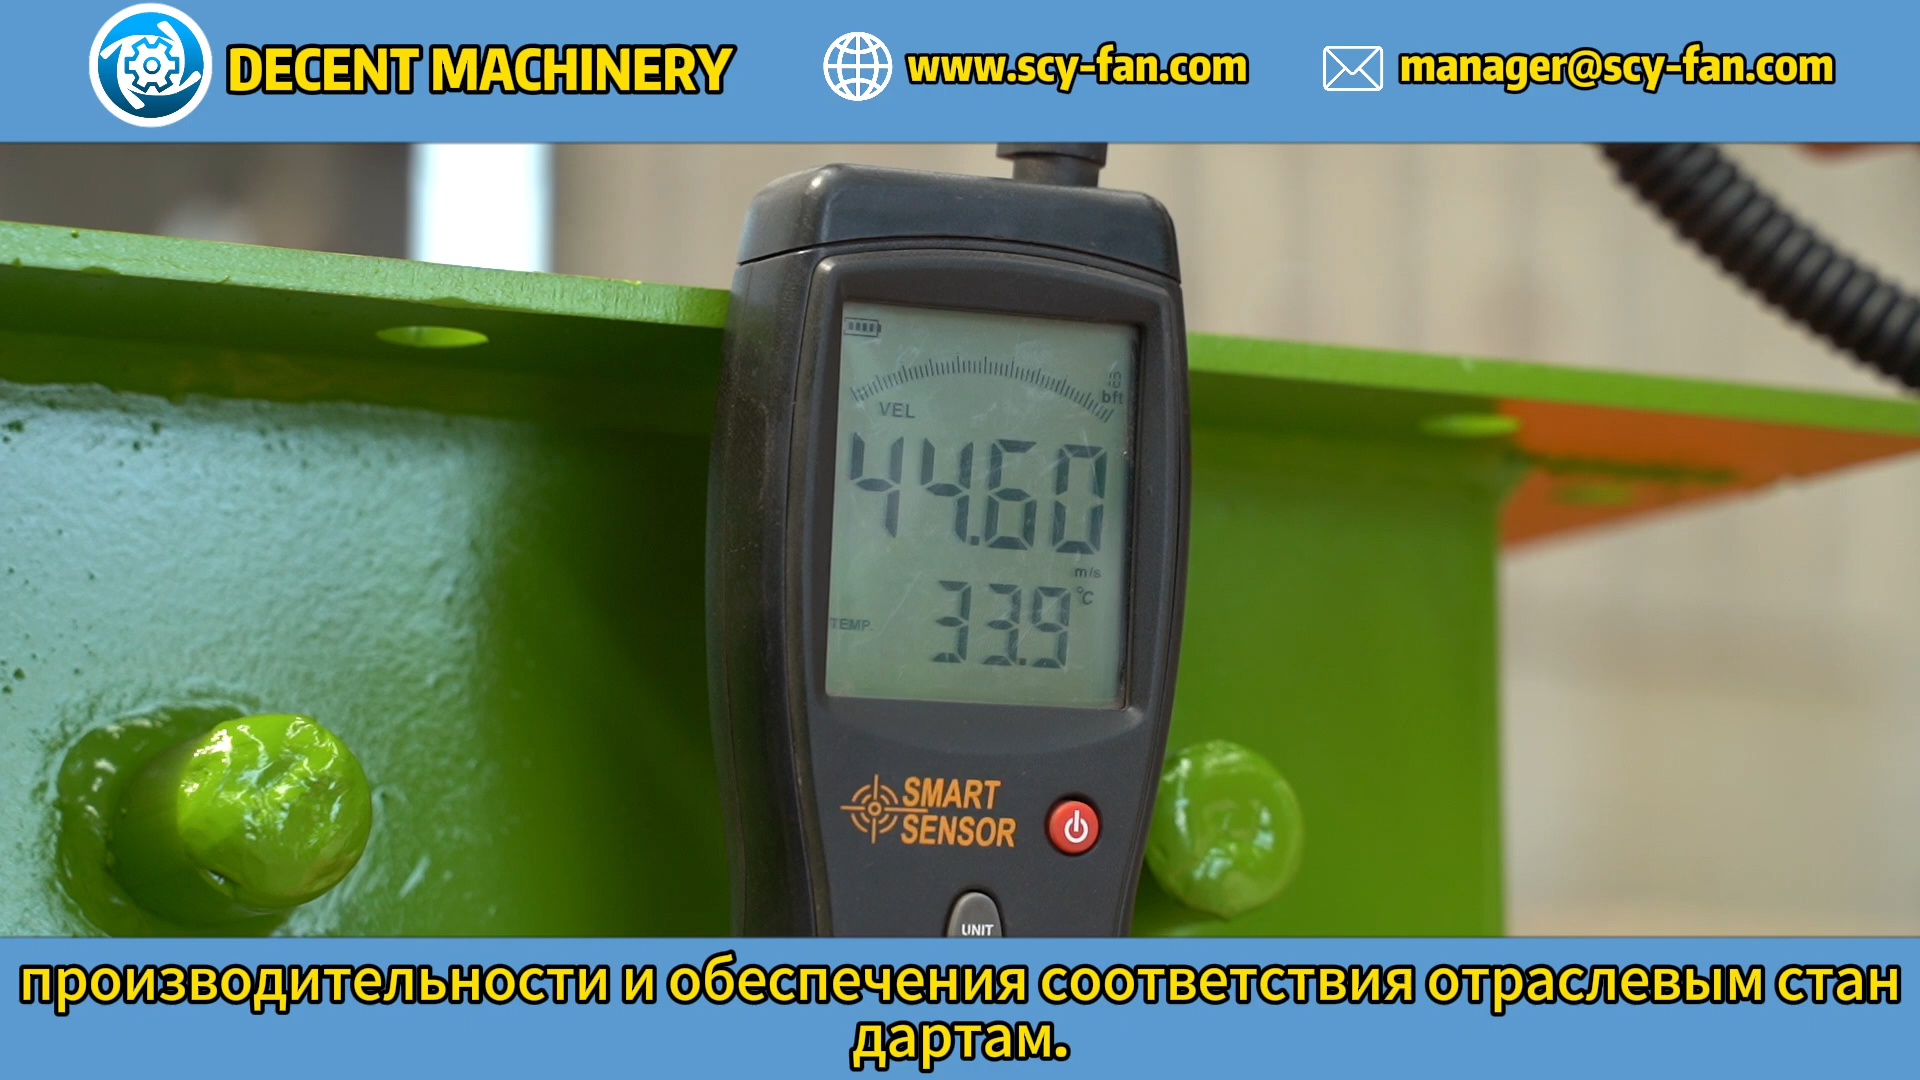 DECENT MACHINERY
www.scy-fan.com
manager@scy-fan.com
bft
VEL
44.60
m/s
33.9 °C
TEMP.
SMART
SENSOR
UNIT
производительности и обеспечения соответствия отраслевым стан
дартам.